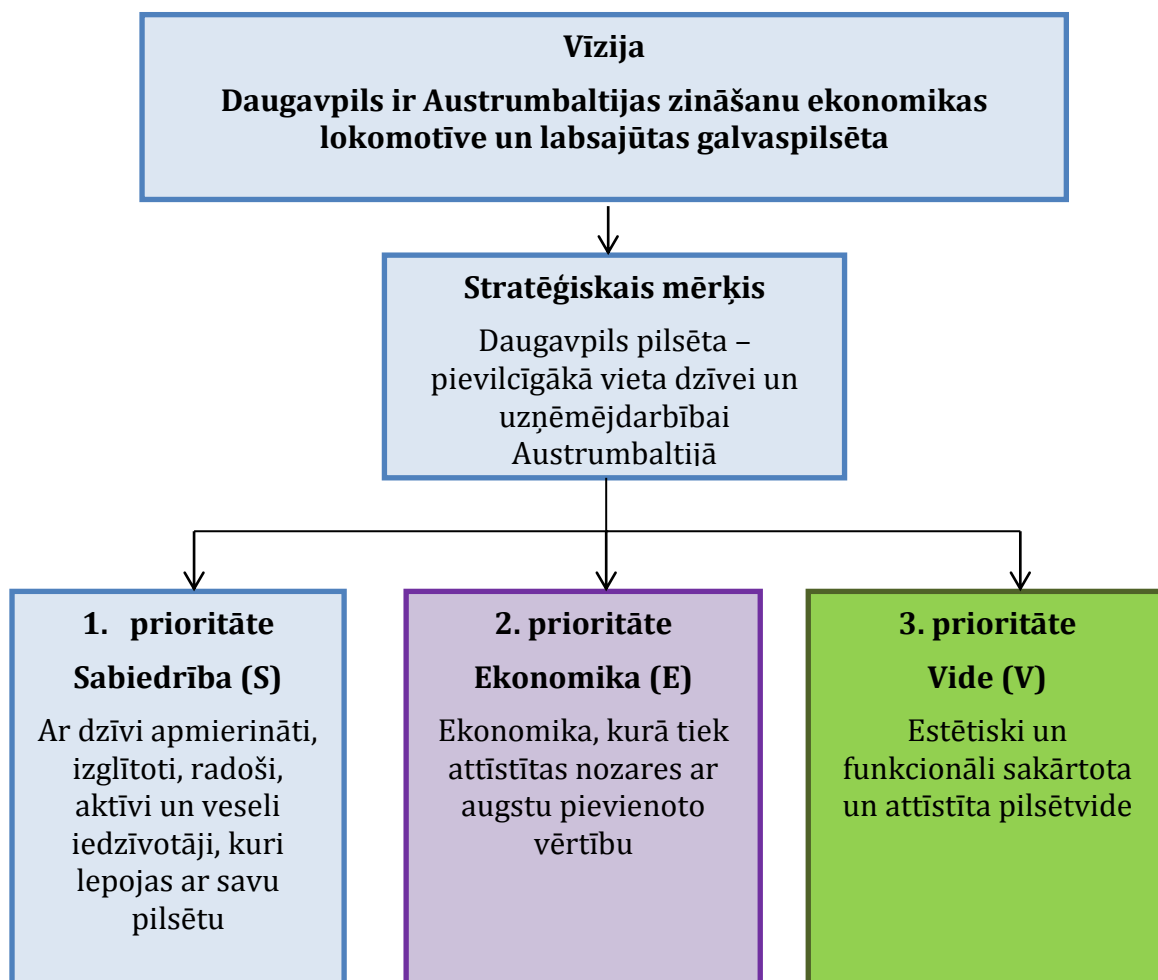 Vīzija
Daugavpils ir Austrumbaltijas zināšanu ekonomikas
lokomotīve un labsajūtas galvaspilsēta
Stratēģiskais mērķis
Daugavpils pilsēta –
pievilcīgākā vieta dzīvei un
uzņēmējdarbībai
Austrumbaltijā
1. prioritāte
Sabiedrība (S)
Ar dzīvi apmierināti,
izglītoti, radoši,
aktīvi un veseli
iedzīvotāji, kuri
lepojas ar savu
pilsētu
2. prioritāte
Ekonomika (E)
Ekonomika, kurā tiek
attīstītas nozares ar
augstu pievienoto
vērtību
3. prioritāte
Vide (V)
Estētiski un
funkcionāli sakārtota
un attīstīta pilsētvide